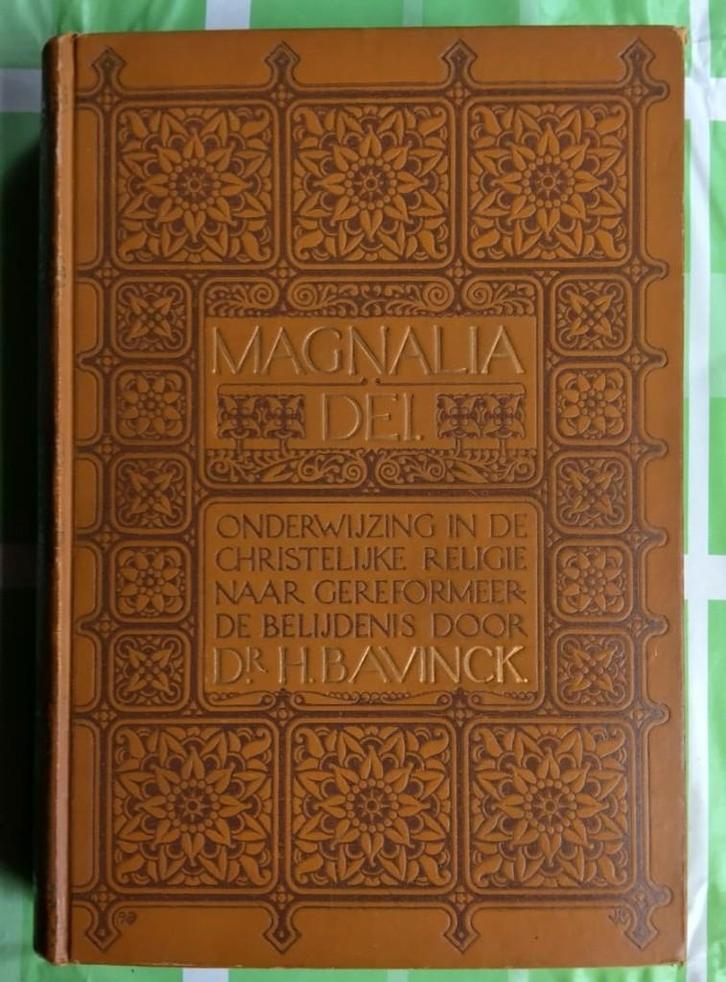 MAGNALIA
DEI.
ONDERWIJZING IN DE
CHRISTELIJKE RELIGIE
NAAR GEREFORMEER-
DE BELIJDENIS DOOR
DR H. BAVINCK.